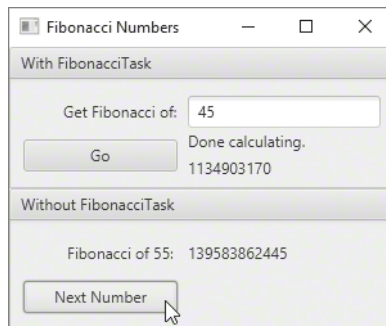 Fibonacci Numbers
With FibonacciTask
Get Fibonacci of: 45
Go
Done calculating.
1134903170
Without FibonacciTask
Fibonacci of 55: 139583862445
Next Number